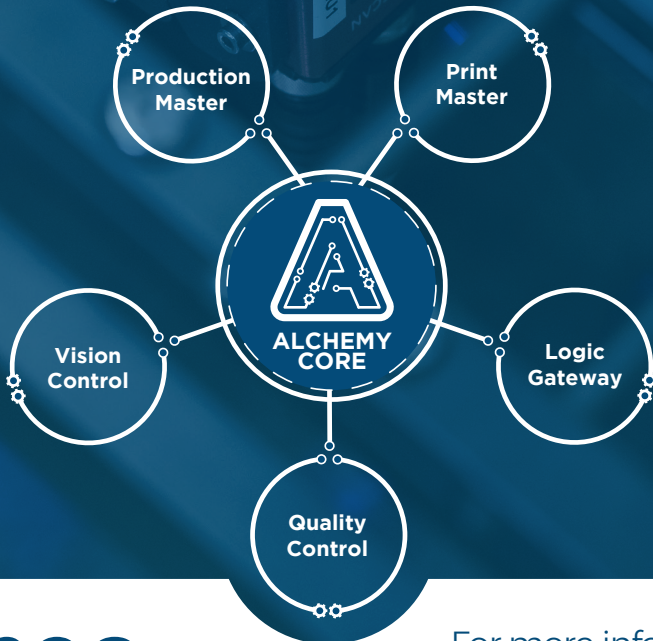 Production
Master
Print
Master
ALCHEMY
CORE
Vision
Control
Logic
Gateway
Quality
Control
For more info